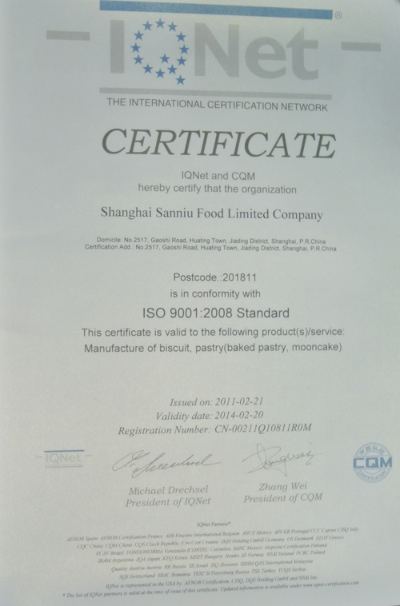 IQNet ®
THE INTERNATIONAL CERTIFICATION NETWORK
CERTIFICATE
IQNet and CQM
hereby certify that the organization
Shanghai Sanniu Food Limited Company
Domicile: No.2517, Gaoshi Road, Huating Town, Jiading District, Shanghai, P.R.China
Certification Add.: No.2517, Gaoshi Road, Huating Town, Jiading District, Shanghai, P.R.China
Postcode.:201811
is in conformity with
ISO 9001:2008 Standard
This certificate is valid to the following product(s)/service:
Manufacture of biscuit, pastry(baked pastry, mooncake)
Issued on: 2011-02-21
Validity date: 2014-02-20
Registration Number: CN-00211Q10811R0M
IQNet
CQM
Michael Drechsel
President of IQNet
Zhang Wei
President of CQM
IQNet Partners*